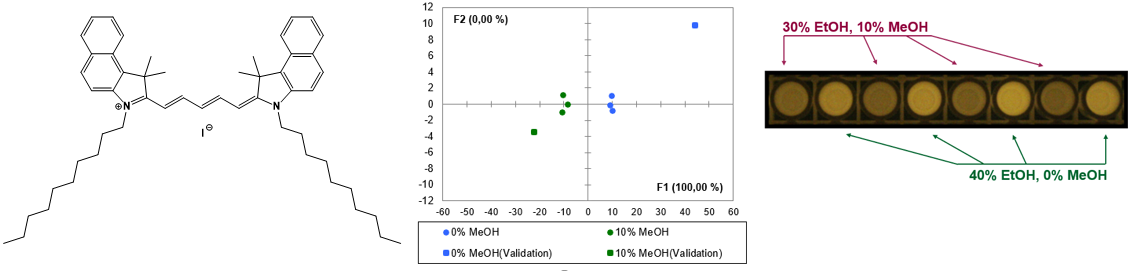 N
⊕
N
I⊖
F2 (0,00 %)
12
10
8
6
4
2
0
-2
-4
-6
-8
-10
-12
F1 (100,00 %)
-60 -50 -40 -30 -20 -10 0 10 20 30 40 50 60
0% MeOH 10% MeOH
0% MeOH(Validation) 10% MeOH(Validation)
30% EtOH, 10% MeOH
40% EtOH, 0% MeOH